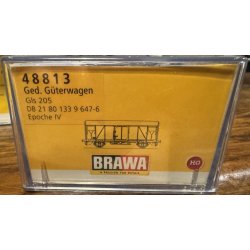 48813
Ged. Güterwagen
Gls 205
DB 21 80 133 9 647-6
Epoche IV
BRAWA
H0